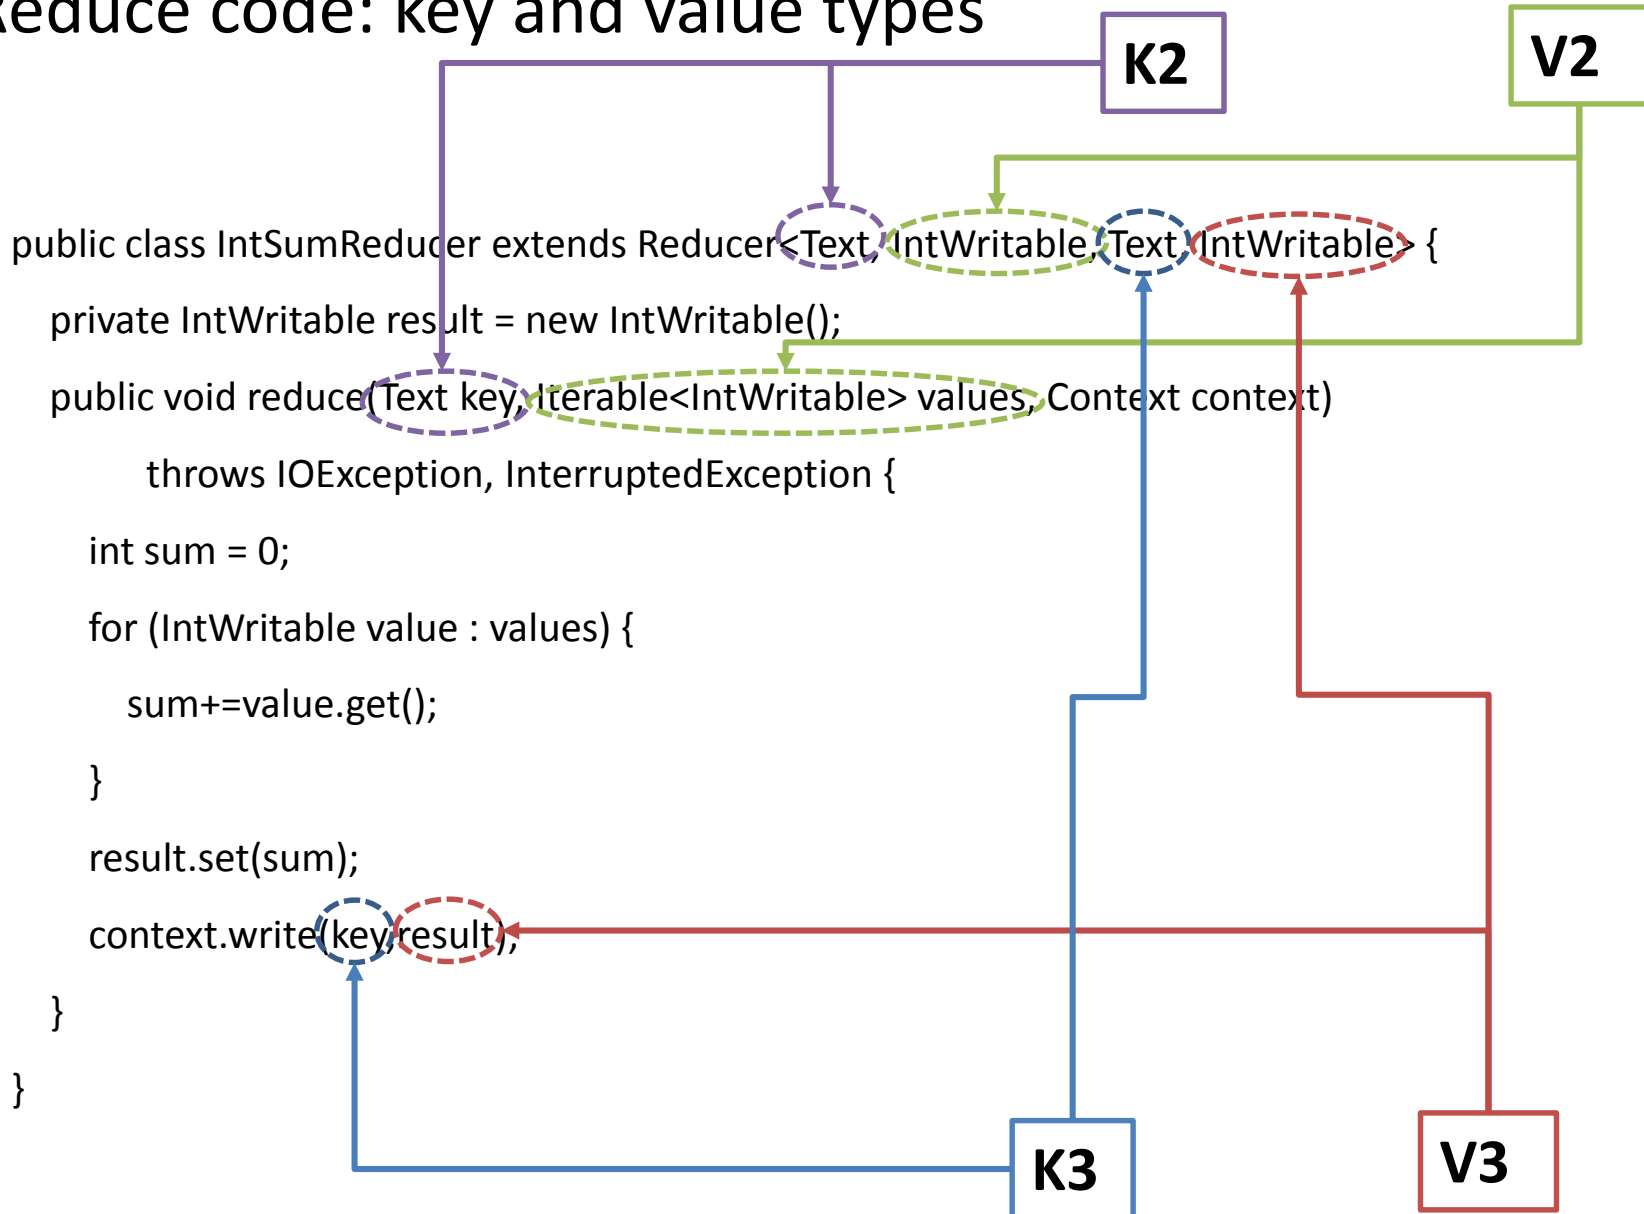 Reduce code: key and value types
K2
V2
public class IntSumReducer extends Reducer<Text, IntWritable, Text, IntWritable> {
private IntWritable result = new IntWritable();
public void reduce(Text key, Iterable<IntWritable> values, Context context)
throws IOException, InterruptedException {
int sum = 0;
for (IntWritable value : values) {
sum+=value.get();
}
result.set(sum);
context.write(key,result);
}
}
K3
V3